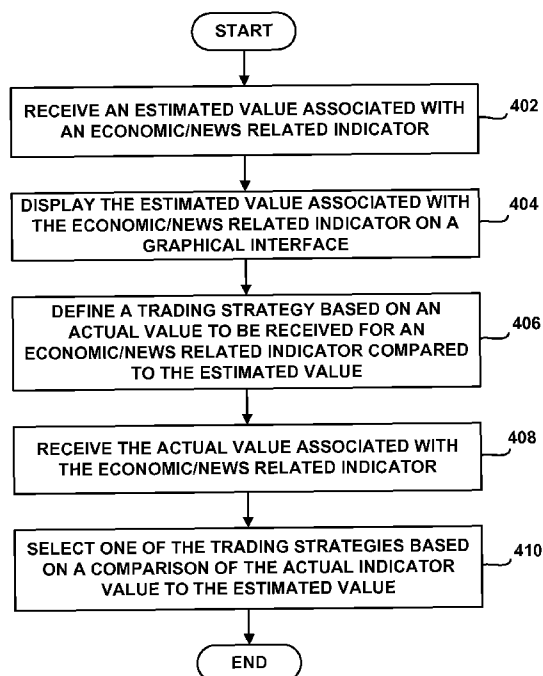 START
RECEIVE AN ESTIMATED VALUE ASSOCIATED WITH
AN ECONOMIC/NEWS RELATED INDICATOR
402
DISPLAY THE ESTIMATED VALUE ASSOCIATED WITH
THE ECONOMIC/NEWS RELATED INDICATOR ON A
GRAPHICAL INTERFACE
404
DEFINE A TRADING STRATEGY BASED ON AN
ACTUAL VALUE TO BE RECEIVED FOR AN
ECONOMIC/NEWS RELATED INDICATOR COMPARED
TO THE ESTIMATED VALUE
406
RECEIVE THE ACTUAL VALUE ASSOCIATED WITH
THE ECONOMIC/NEWS RELATED INDICATOR
408
SELECT ONE OF THE TRADING STRATEGIES BASED
ON A COMPARISON OF THE ACTUAL INDICATOR
VALUE TO THE ESTIMATED VALUE
410
END